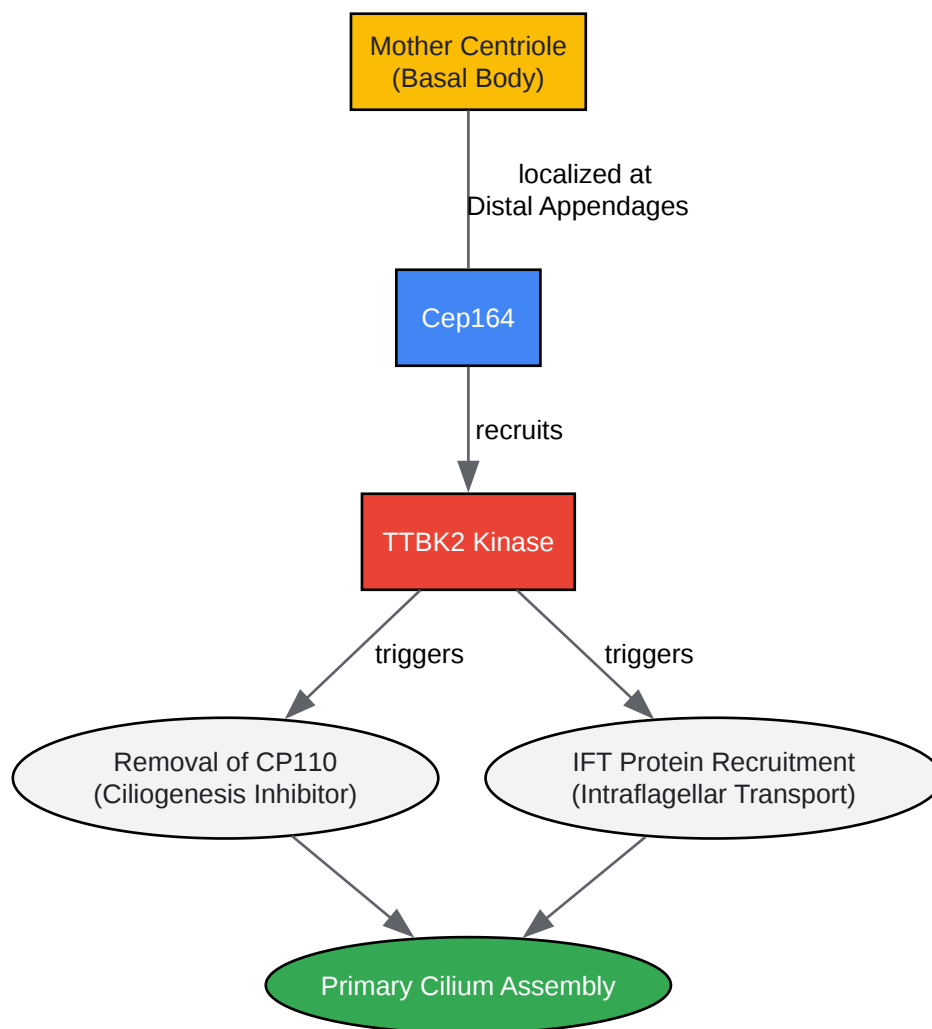 Mother Centriole
(Basal Body)
localized at
Distal Appendages
Cep164
recruits
TTBK2 Kinase
triggers
triggers
Removal of CP110
(Ciliogenesis Inhibitor)
IFT Protein Recruitment
(Intraflagellar Transport)
Primary Cilium Assembly